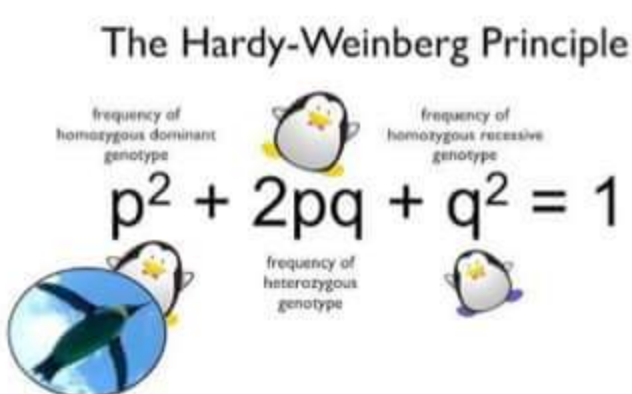 The Hardy-Weinberg Principle
frequency of
homozygous dominant
genotype
frequency of
homozygous recessive
genotype
p² + 2pq + q² = 1
frequency of
heterozygous
genotype